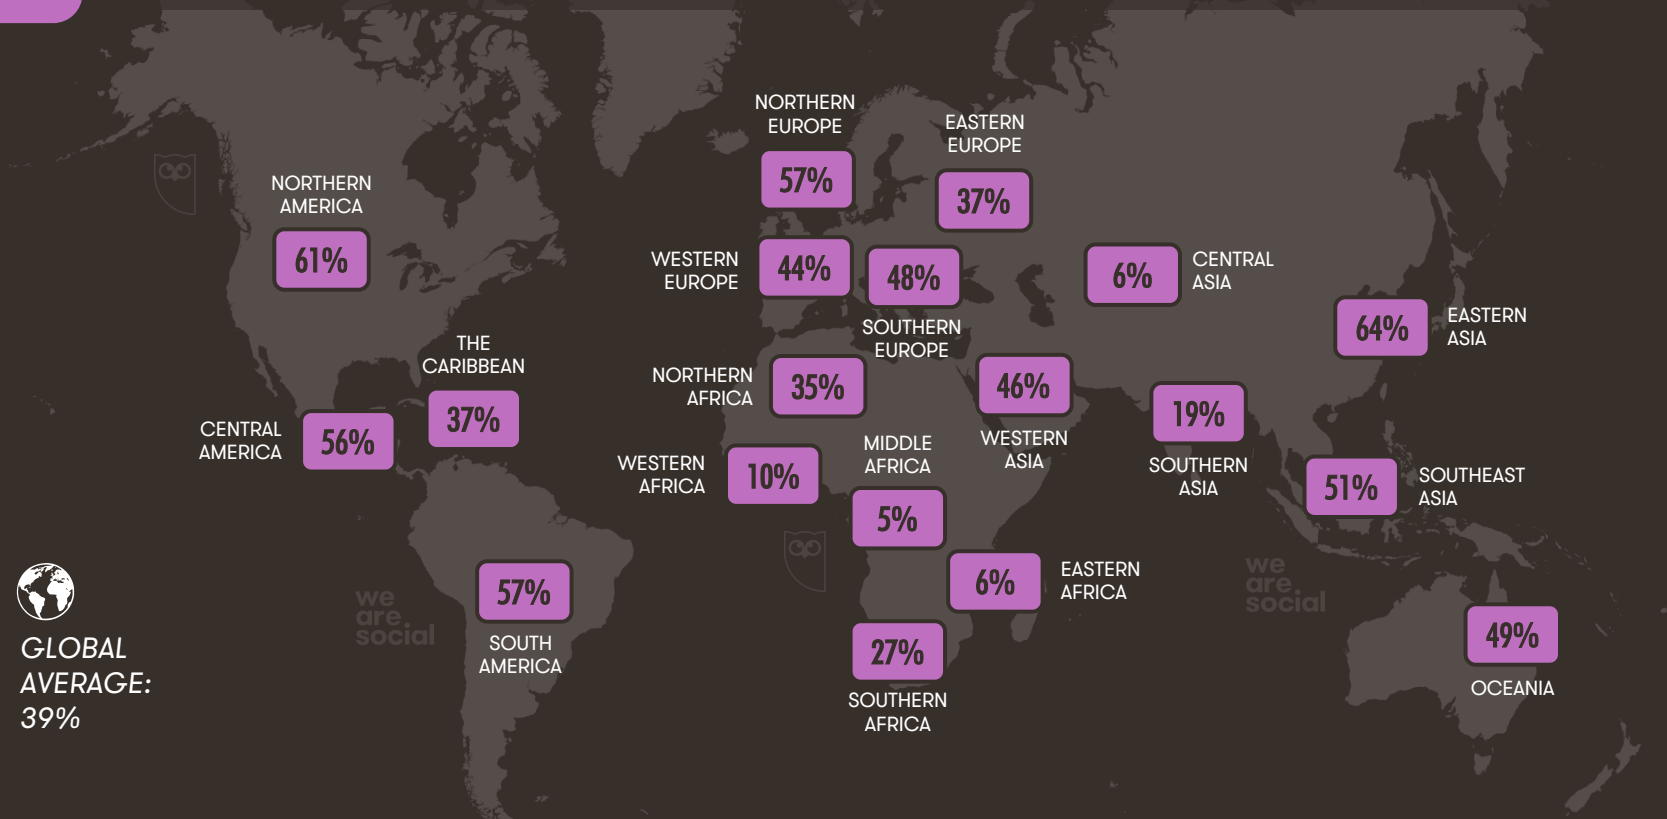 NORTHERN
AMERICA
61%
THE
CARIBBEAN
37%
CENTRAL
AMERICA
56%
SOUTH
AMERICA
57%
NORTHERN
EUROPE
57%
EASTERN
EUROPE
37%
WESTERN
EUROPE
44%
48%
SOUTHERN
EUROPE
NORTHERN
AFRICA
35%
WESTERN
AFRICA
10%
MIDDLE
AFRICA
5%
6%
EASTERN
AFRICA
27%
SOUTHERN
AFRICA
46%
WESTERN
ASIA
6%
CENTRAL
ASIA
64%
EASTERN
ASIA
19%
SOUTHERN
ASIA
51%
SOUTHEAST
ASIA
49%
OCEANIA
GLOBAL
AVERAGE:
39%
we
are
social
we
are
social